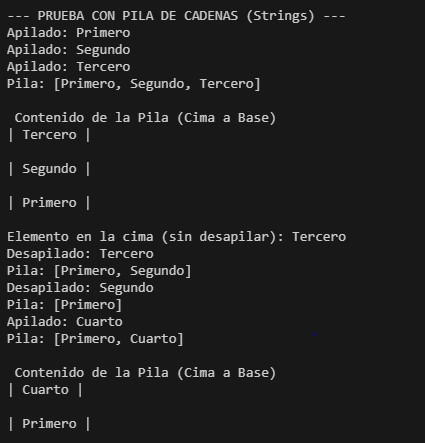 --- PRUEBA CON PILA DE CADENAS (Strings) ---
Apilado: Primero
Apilado: Segundo
Apilado: Tercero
Pila: [Primero, Segundo, Tercero]
Contenido de la Pila (Cima a Base)
| Tercero |
| Segundo |
| Primero |
Elemento en la cima (sin desapilar): Tercero
Desapilado: Tercero
Pila: [Primero, Segundo]
Desapilado: Segundo
Pila: [Primero]
Apilado: Cuarto
Pila: [Primero, Cuarto]
Contenido de la Pila (Cima a Base)
| Cuarto |
| Primero |